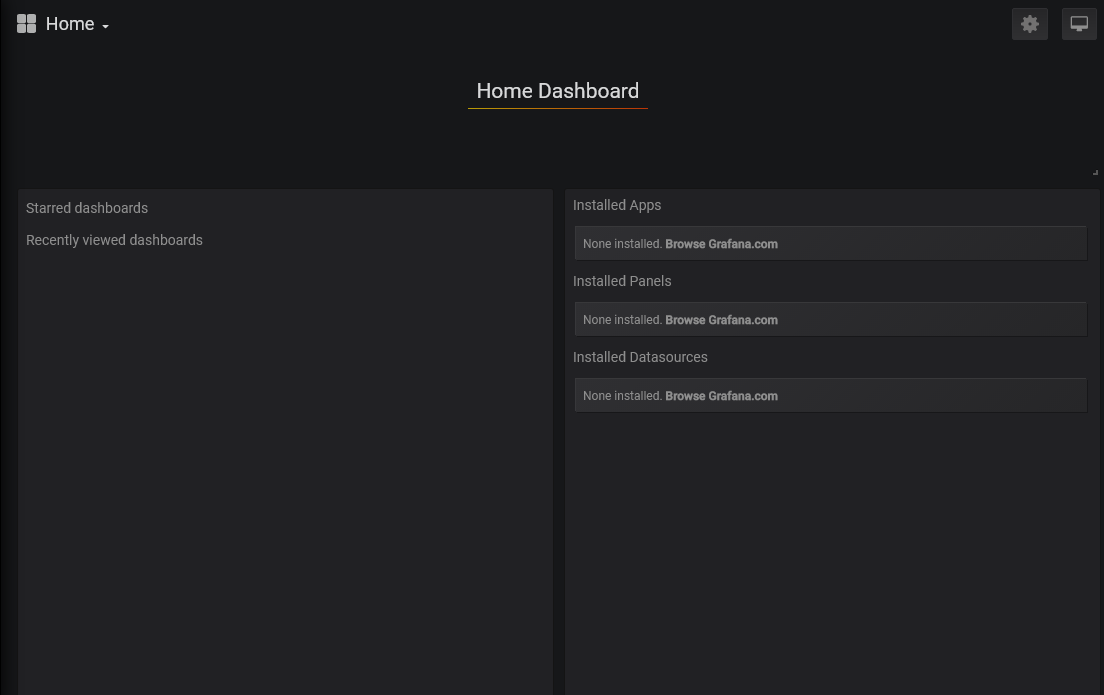 Home
Home Dashboard
Starred dashboards
Recently viewed dashboards
Installed Apps
None installed. Browse Grafana.com
Installed Panels
None installed. Browse Grafana.com
Installed Datasources
None installed. Browse Grafana.com